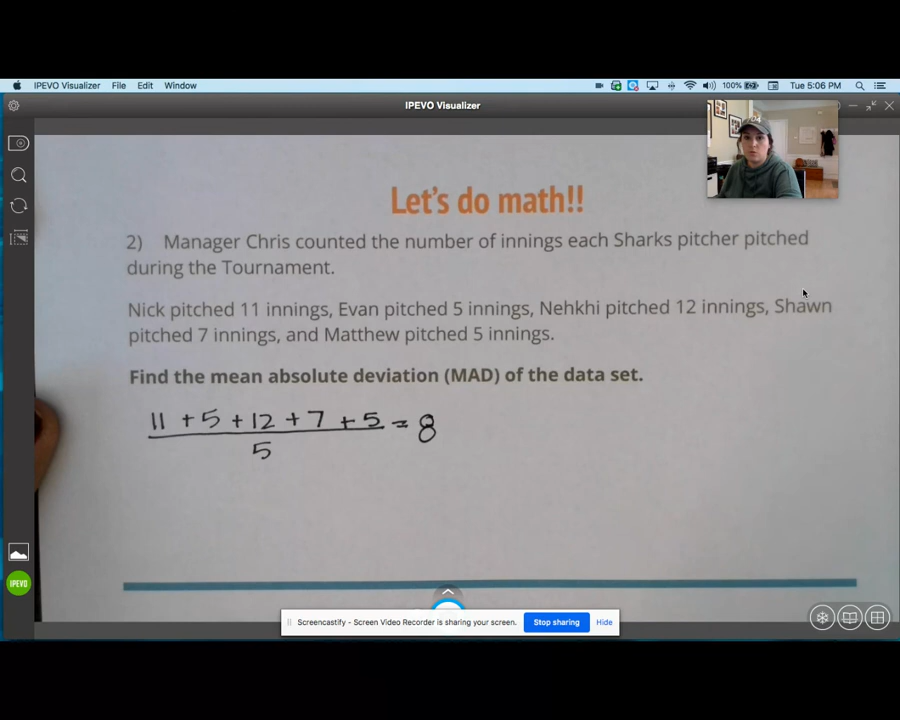 IPEVO Visualizer File Edit Window 100% Tue 5:06 PM
IPEVO Visualizer
Let's do math!!
2) Manager Chris counted the number of innings each Sharks pitcher pitched
during the Tournament.
Nick pitched 11 innings, Evan pitched 5 innings, Nehkhi pitched 12 innings, Shawn
pitched 7 innings, and Matthew pitched 5 innings.
Find the mean absolute deviation (MAD) of the data set.
11 + 5 + 12 + 7 + 5 = 8
5
IPEVO
Screencastify - Screen Video Recorder is sharing your screen. Stop sharing Hide